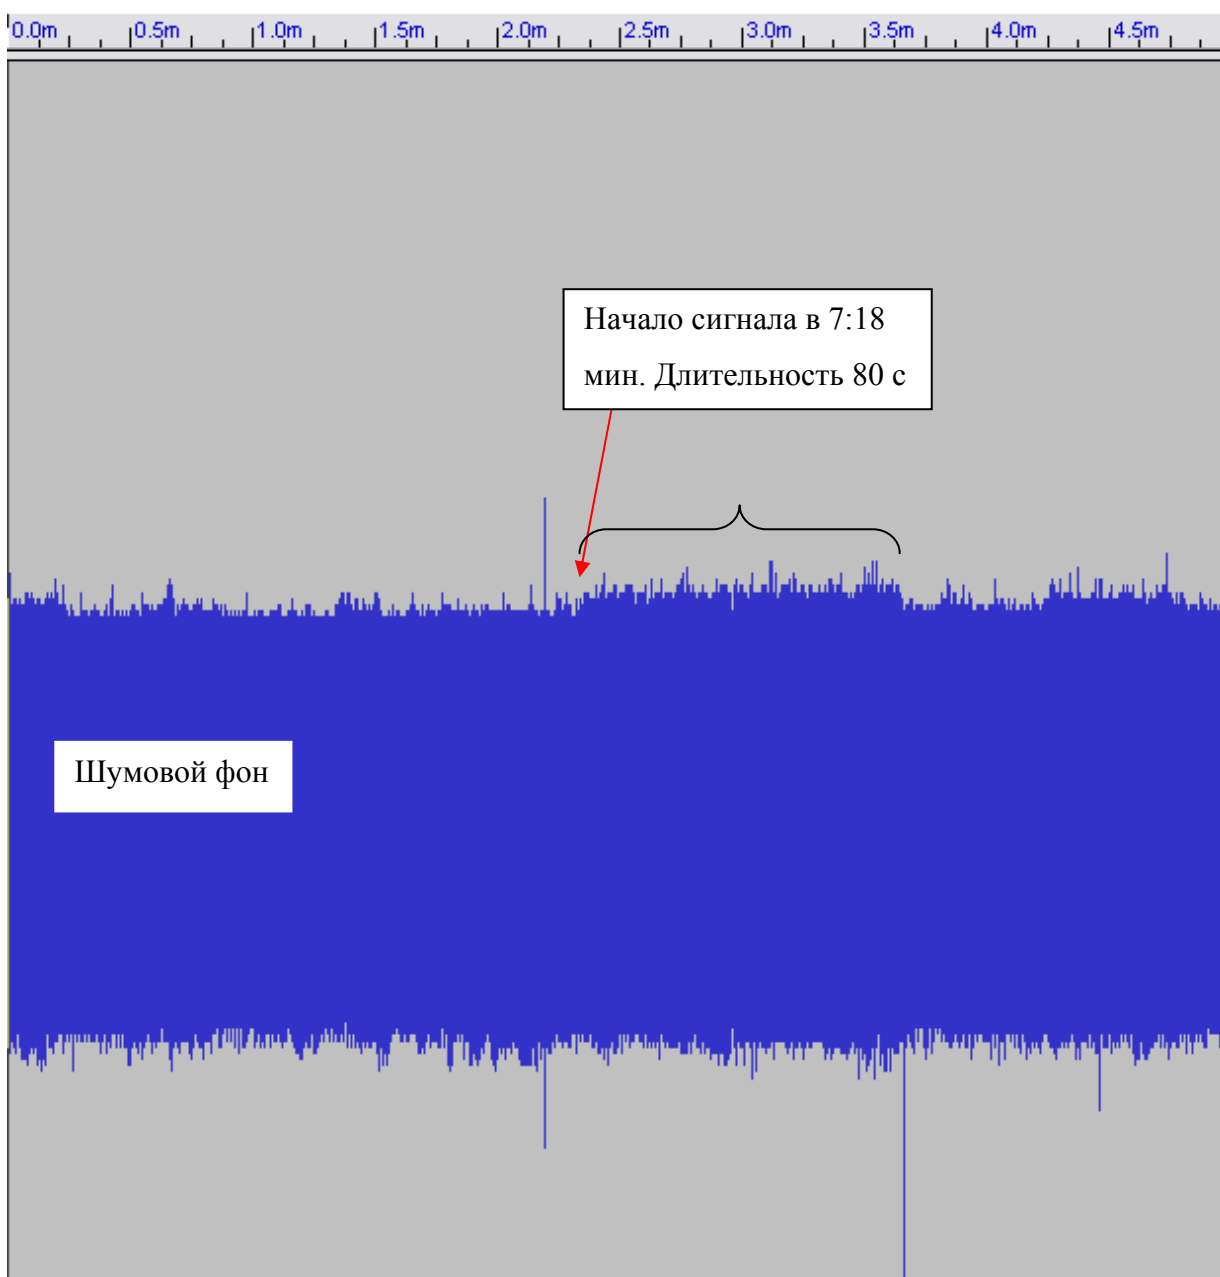 0.0m 0.5m 1.0m 1.5m 2.0m 2.5m 3.0m 3.5m 4.0m 4.5m
Начало сигнала в 7:18
мин. Длительность 80 с
Шумовой фон